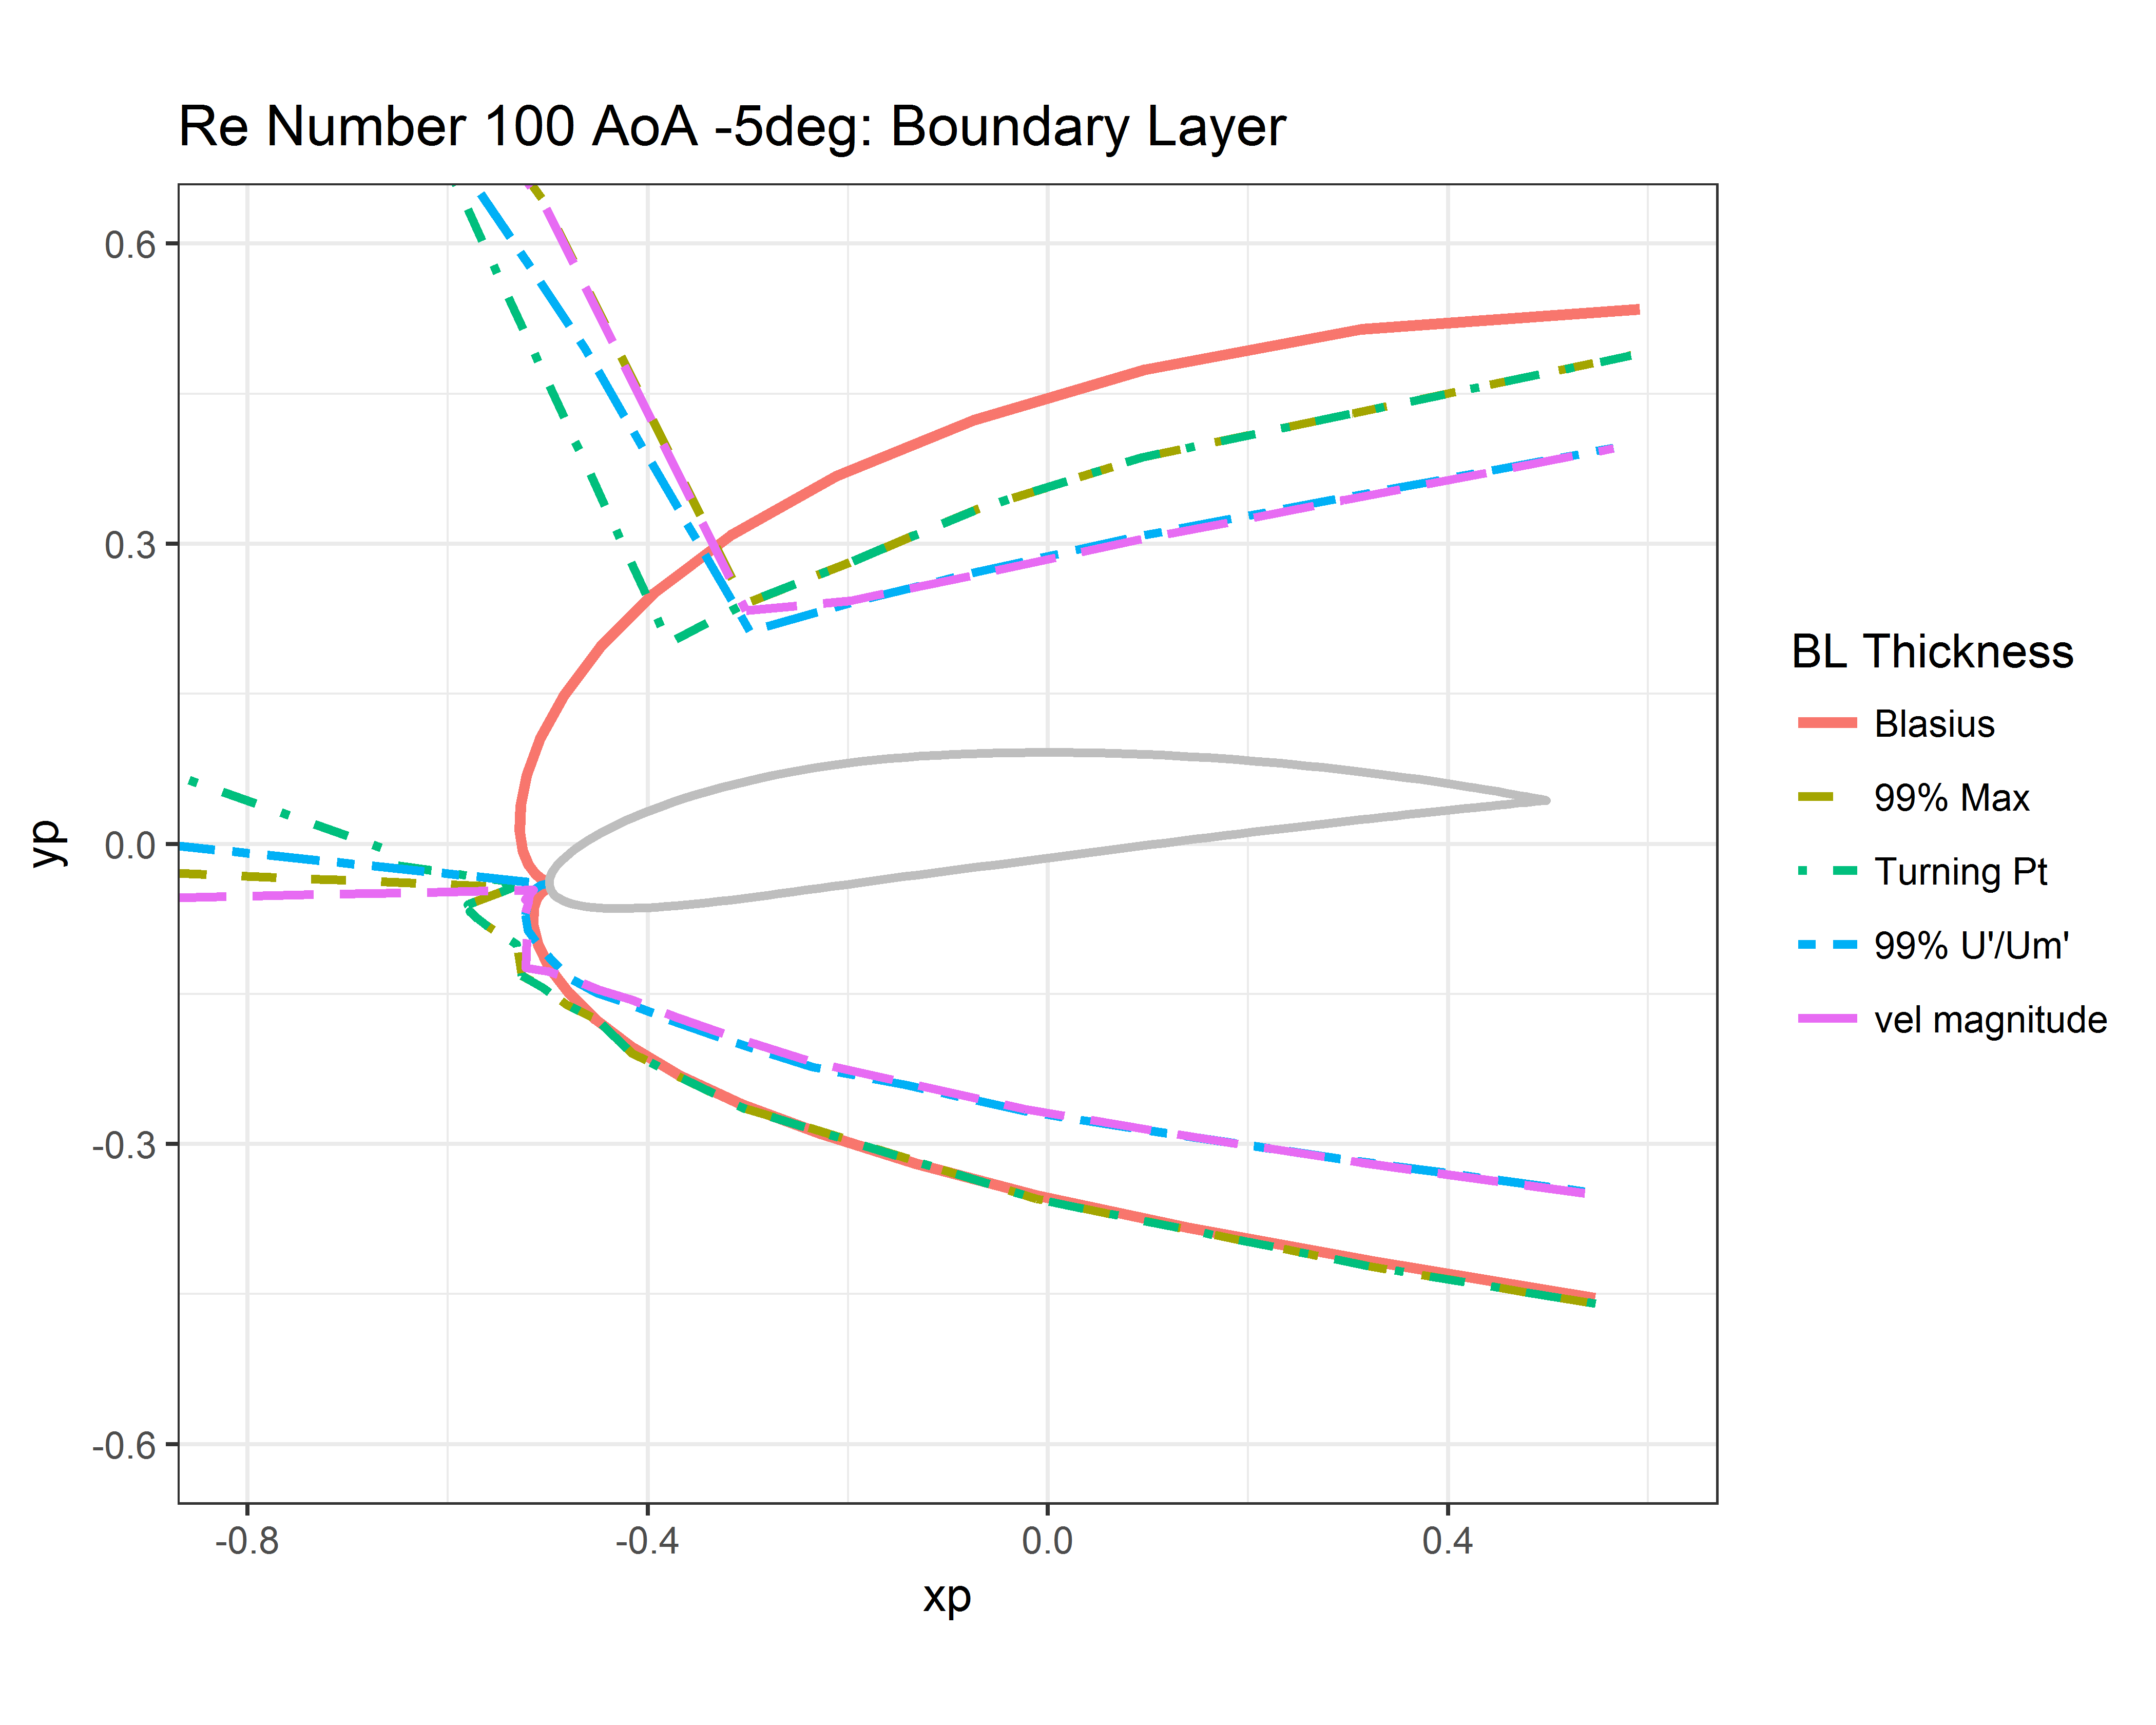 Re Number 100 AoA -5deg: Boundary Layer
0.6
0.3
0.0
-0.3
-0.6
yp
-0.8 -0.4 0.0 0.4
xp
BL Thickness
Blasius
99% Max
Turning Pt
99% U'/Um'
vel magnitude